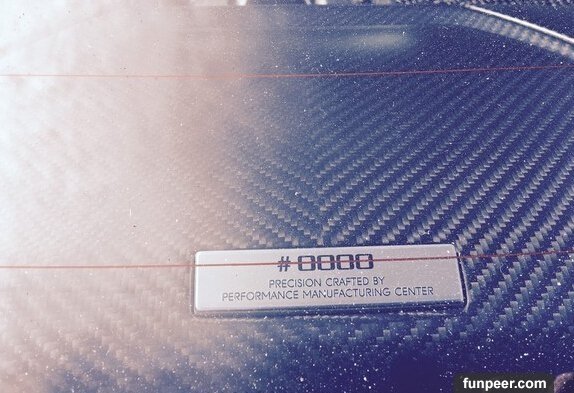 # 0000
PRECISION CRAFTED BY
PERFORMANCE MANUFACTURING CENTER
funpeer.com